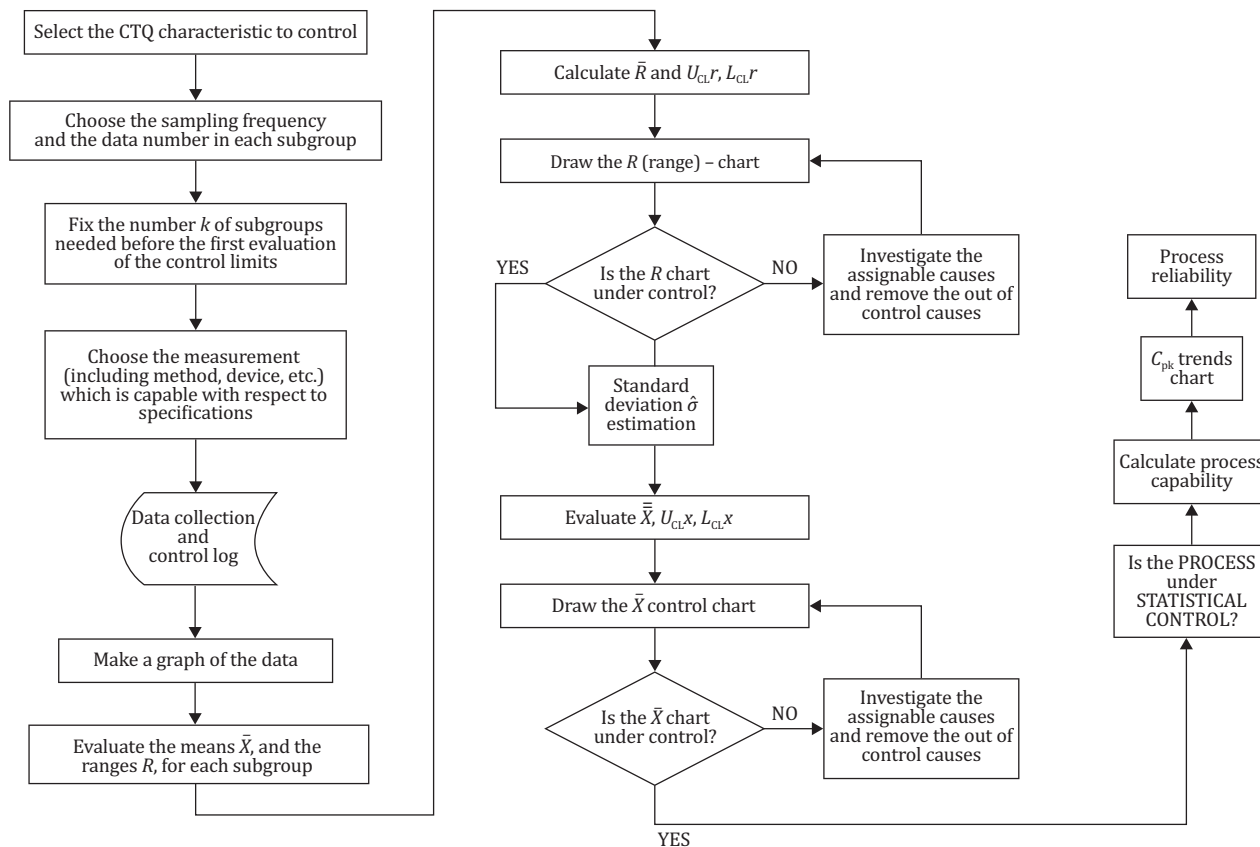 Select the CTQ characteristic to control
Choose the sampling frequency
and the data number in each subgroup
Fix the number k of subgroups
needed before the first evaluation
of the control limits
Choose the measurement
(including method, device, etc.)
which is capable with respect to
specifications
Data collection
and
control log
Make a graph of the data
Evaluate the means X̄, and the
ranges R, for each subgroup
Calculate R̄ and U_CL r, L_CL r
Draw the R (range) – chart
YES
Is the R chart
under control?
NO
Investigate the
assignable causes
and remove the out of
control causes
Standard
deviation σ̂
estimation
Evaluate X̿, U_CL x, L_CL x
Draw the X̄ control chart
Is the X̄ chart
under control?
NO
Investigate the
assignable causes
and remove the out of
control causes
YES
Is the PROCESS
under
STATISTICAL
CONTROL?
Calculate process
capability
C_pk trends
chart
Process
reliability